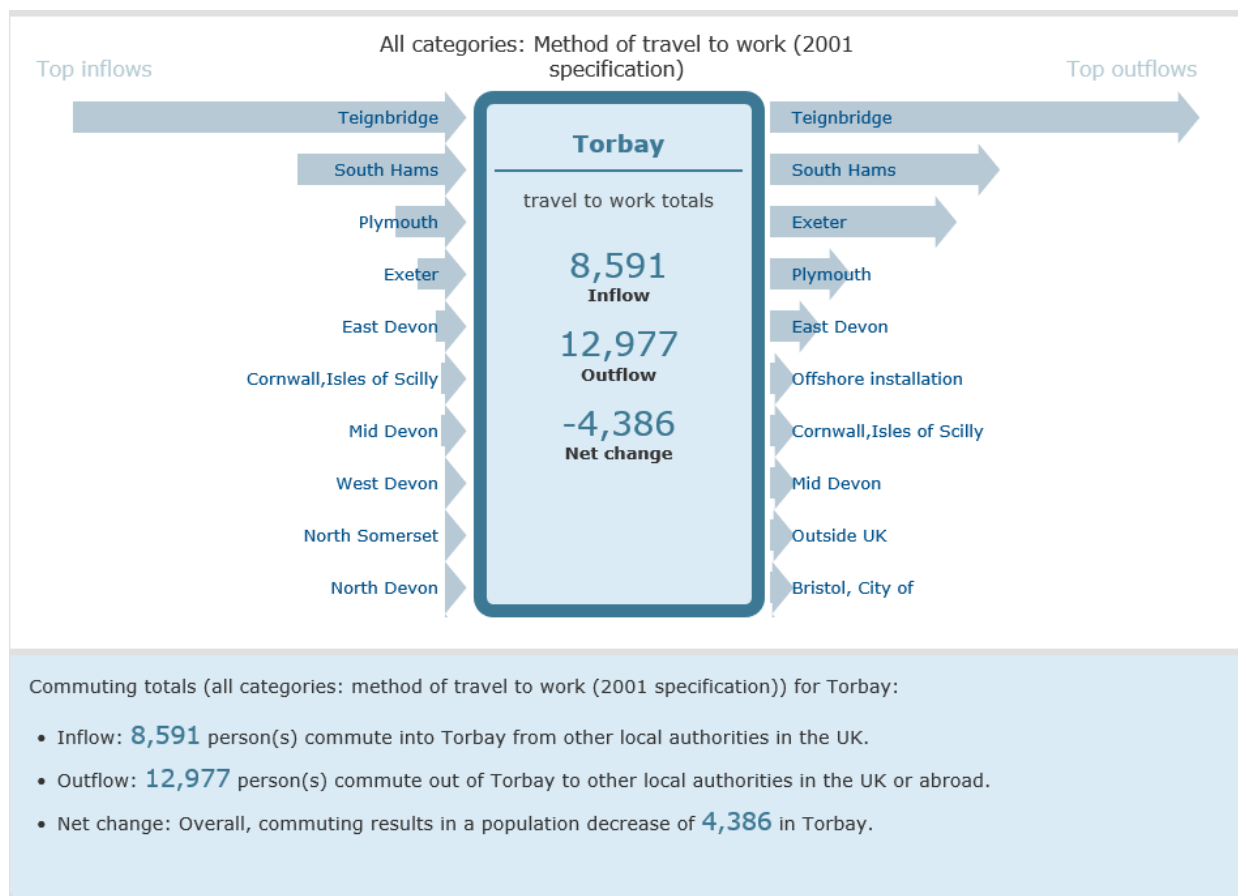 All categories: Method of travel to work (2001
specification)
Top inflows
Top outflows
Teignbridge
South Hams
Plymouth
Exeter
East Devon
Cornwall,Isles of Scilly
Mid Devon
West Devon
North Somerset
North Devon
Torbay
travel to work totals
8,591
Inflow
12,977
Outflow
-4,386
Net change
Teignbridge
South Hams
Exeter
Plymouth
East Devon
Offshore installation
Cornwall,Isles of Scilly
Mid Devon
Outside UK
Bristol, City of
Commuting totals (all categories: method of travel to work (2001 specification)) for Torbay:
• Inflow: 8,591 person(s) commute into Torbay from other local authorities in the UK.
• Outflow: 12,977 person(s) commute out of Torbay to other local authorities in the UK or abroad.
• Net change: Overall, commuting results in a population decrease of 4,386 in Torbay.